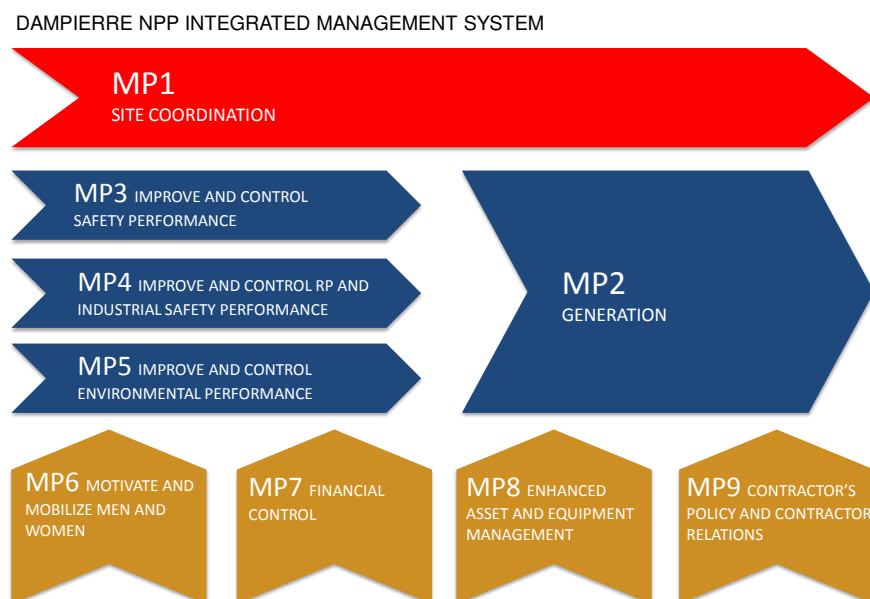 DAMPIERRE NPP INTEGRATED MANAGEMENT SYSTEM
MP1
SITE COORDINATION
MP3 IMPROVE AND CONTROL
SAFETY PERFORMANCE
MP4 IMPROVE AND CONTROL RP AND
INDUSTRIAL SAFETY PERFORMANCE
MP5 IMPROVE AND CONTROL
ENVIRONMENTAL PERFORMANCE
MP2
GENERATION
MP6 MOTIVATE AND
MOBILIZE MEN AND
WOMEN
MP7 FINANCIAL
CONTROL
MP8 ENHANCED
ASSET AND EQUIPMENT
MANAGEMENT
MP9 CONTRACTOR'S
POLICY AND CONTRACTOR
RELATIONS